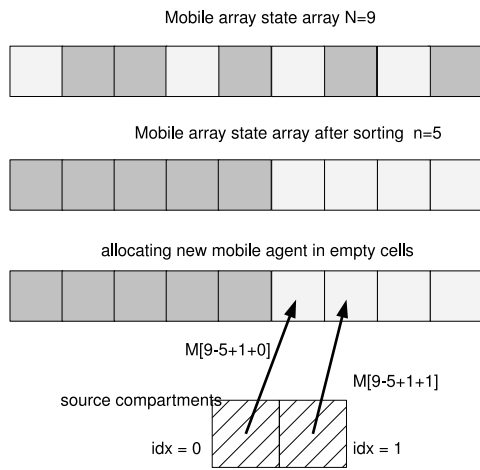 Mobile array state array N=9
Mobile array state array after sorting n=5
allocating new mobile agent in empty cells
M[9-5+1+0]
M[9-5+1+1]
source compartments
idx = 0
idx = 1